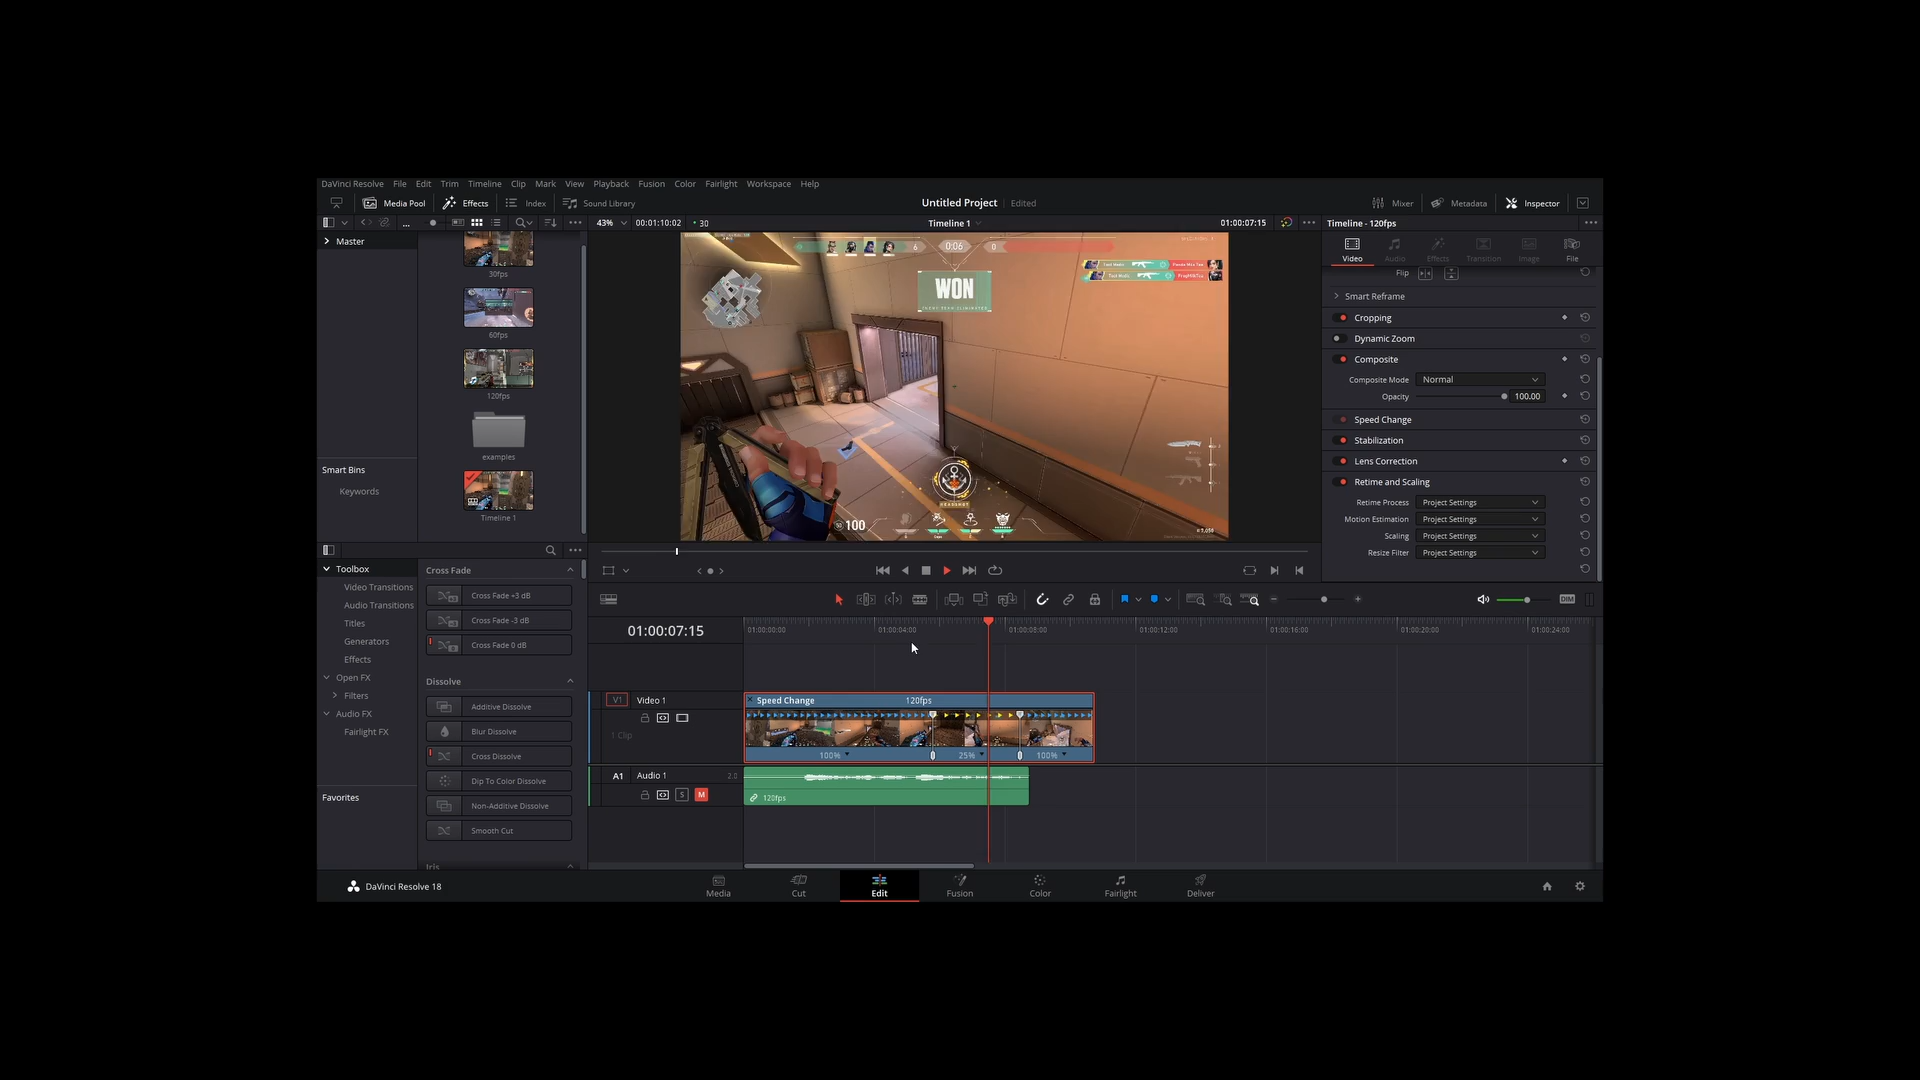 DaVinci Resolve File Edit Trim Timeline Clip Mark View Playback Fusion Color Fairlight Workspace Help
Media Pool Effects Index Sound Library
Untitled Project Edited
Mixer Metadata Inspector
43% 00:01:10:02 30
Timeline 1
01:00:07:15
Timeline - 120fps
Master
30fps
60fps
120fps
examples
Timeline 1
Smart Bins
Keywords
6 0:06 0
WON
HEADSHOT
100
Video Audio Effects Transition Image File
Flip
Smart Reframe
Cropping
Dynamic Zoom
Composite
Composite Mode Normal
Opacity 100.00
Speed Change
Stabilization
Lens Correction
Retime and Scaling
Retime Process Project Settings
Motion Estimation Project Settings
Scaling Project Settings
Resize Filter Project Settings
Toolbox
Video Transitions
Audio Transitions
Titles
Generators
Effects
Open FX
Filters
Audio FX
Fairlight FX
Favorites
Cross Fade
Cross Fade +3 dB
Cross Fade -3 dB
Cross Fade 0 dB
Dissolve
Additive Dissolve
Blur Dissolve
Cross Dissolve
Dip To Color Dissolve
Non-Additive Dissolve
Smooth Cut
Iris
DIM
01:00:07:15
01:00:00:00 01:00:04:00 01:00:08:00 01:00:12:00 01:00:16:00 01:00:20:00 01:00:24:00
V1 Video 1
1 Clip
Speed Change 120fps
100% 25% 100%
A1 Audio 1 2.0
S M
120fps
DaVinci Resolve 18
Media Cut Edit Fusion Color Fairlight Deliver